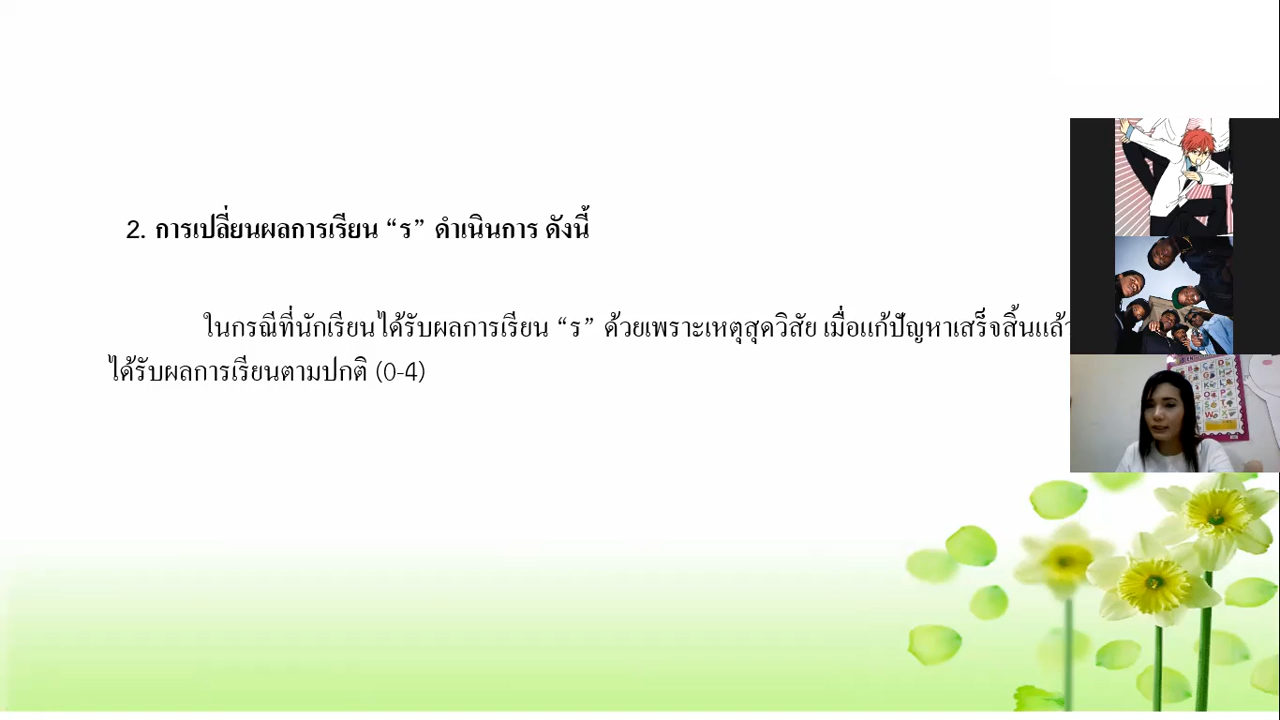 2. การเปลี่ยนผลการเรียน “ร” ดำเนินการ ดังนี้
ในกรณีที่นักเรียนได้รับผลการเรียน “ร” ด้วยเพราะเหตุสุดวิสัย เมื่อแก้ปัญหาเสร็จสิ้นแล้ว
ได้รับผลการเรียนตามปกติ (0-4)